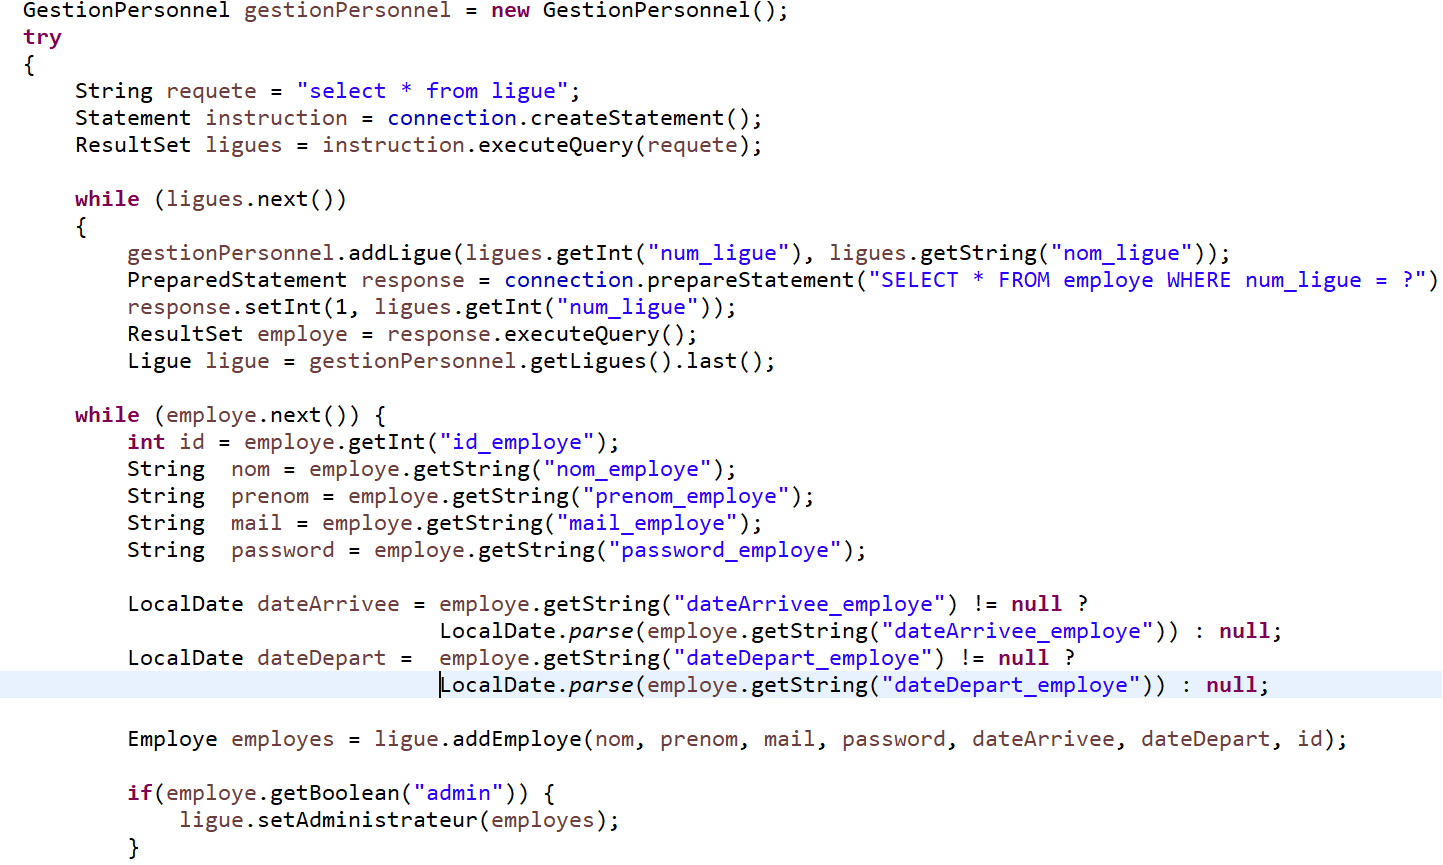 GestionPersonnel gestionPersonnel = new GestionPersonnel();
try
{
String requete = "select * from ligue";
Statement instruction = connection.createStatement();
ResultSet ligues = instruction.executeQuery(requete);
while (ligues.next())
{
gestionPersonnel.addLigue(ligues.getInt("num_ligue"), ligues.getString("nom_ligue"));
PreparedStatement response = connection.prepareStatement("SELECT * FROM employe WHERE num_ligue = ?")
response.setInt(1, ligues.getInt("num_ligue"));
ResultSet employe = response.executeQuery();
Ligue ligue = gestionPersonnel.getLigues().last();
while (employe.next()) {
int id = employe.getInt("id_employe");
String  nom = employe.getString("nom_employe");
String  prenom = employe.getString("prenom_employe");
String  mail = employe.getString("mail_employe");
String  password = employe.getString("password_employe");
LocalDate dateArrivee = employe.getString("dateArrivee_employe") != null ?
LocalDate.parse(employe.getString("dateArrivee_employe")) : null;
LocalDate dateDepart =  employe.getString("dateDepart_employe") != null ?
LocalDate.parse(employe.getString("dateDepart_employe")) : null;
Employe employes = ligue.addEmploye(nom, prenom, mail, password, dateArrivee, dateDepart, id);
if(employe.getBoolean("admin")) {
ligue.setAdministrateur(employes);
}